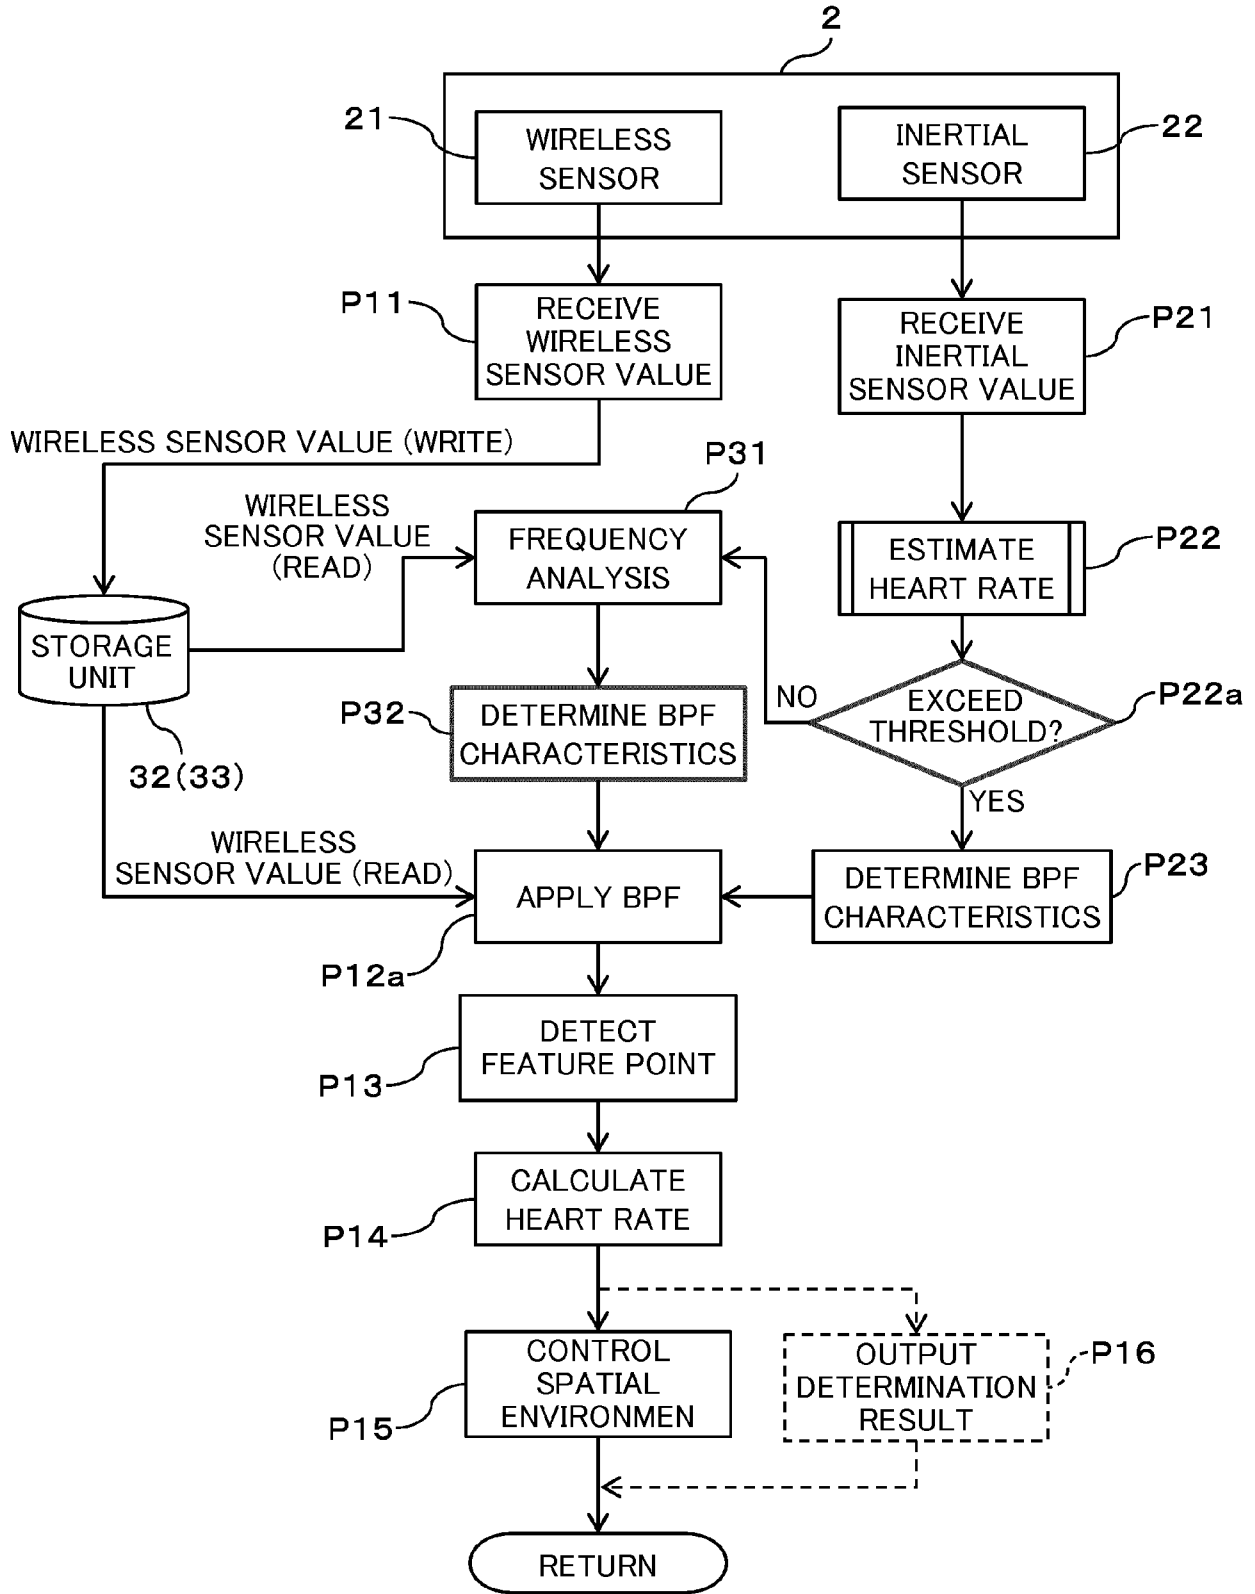 2
21
WIRELESS
SENSOR
INERTIAL
SENSOR
22
P11
RECEIVE
WIRELESS
SENSOR VALUE
RECEIVE
INERTIAL
SENSOR VALUE
P21
WIRELESS SENSOR VALUE (WRITE)
P31
WIRELESS
SENSOR VALUE
(READ)
FREQUENCY
ANALYSIS
ESTIMATE
HEART RATE
P22
STORAGE
UNIT
32(33)
P32
DETERMINE BPF
CHARACTERISTICS
NO
EXCEED
THRESHOLD?
P22a
YES
WIRELESS
SENSOR VALUE (READ)
APPLY BPF
P12a
DETERMINE BPF
CHARACTERISTICS
P23
DETECT
FEATURE POINT
P13
CALCULATE
HEART RATE
P14
CONTROL
SPATIAL
ENVIRONMEN
P15
OUTPUT
DETERMINATION
RESULT
P16
RETURN